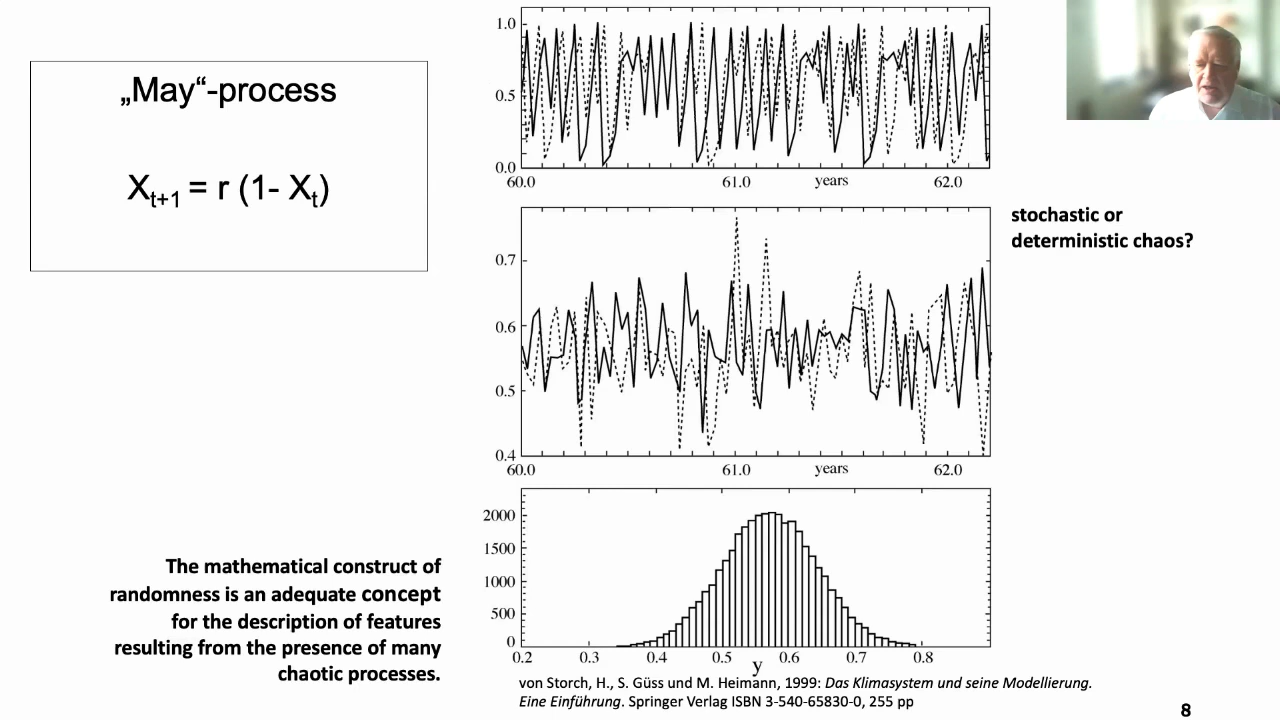 „May“-process
X_{t+1} = r (1- X_t)
1.0
0.5
0.0
60.0 61.0 years 62.0
stochastic or
deterministic chaos?
0.7
0.6
0.5
0.4
60.0 61.0 years 62.0
2000
1500
1000
500
0
0.2 0.3 0.4 0.5 0.6 0.7 0.8
y
The mathematical construct of
randomness is an adequate concept
for the description of features
resulting from the presence of many
chaotic processes.
von Storch, H., S. Güss und M. Heimann, 1999: Das Klimasystem und seine Modellierung.
Eine Einführung. Springer Verlag ISBN 3-540-65830-0, 255 pp
8